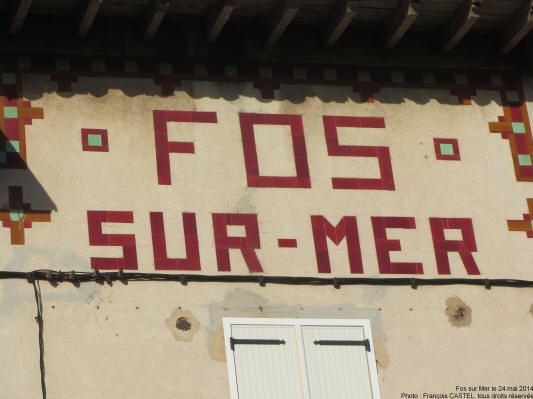 FOS
SUR-MER
Fos sur Mer le 24 mai 2014
Photo : François CASTEL, tous droits réservés